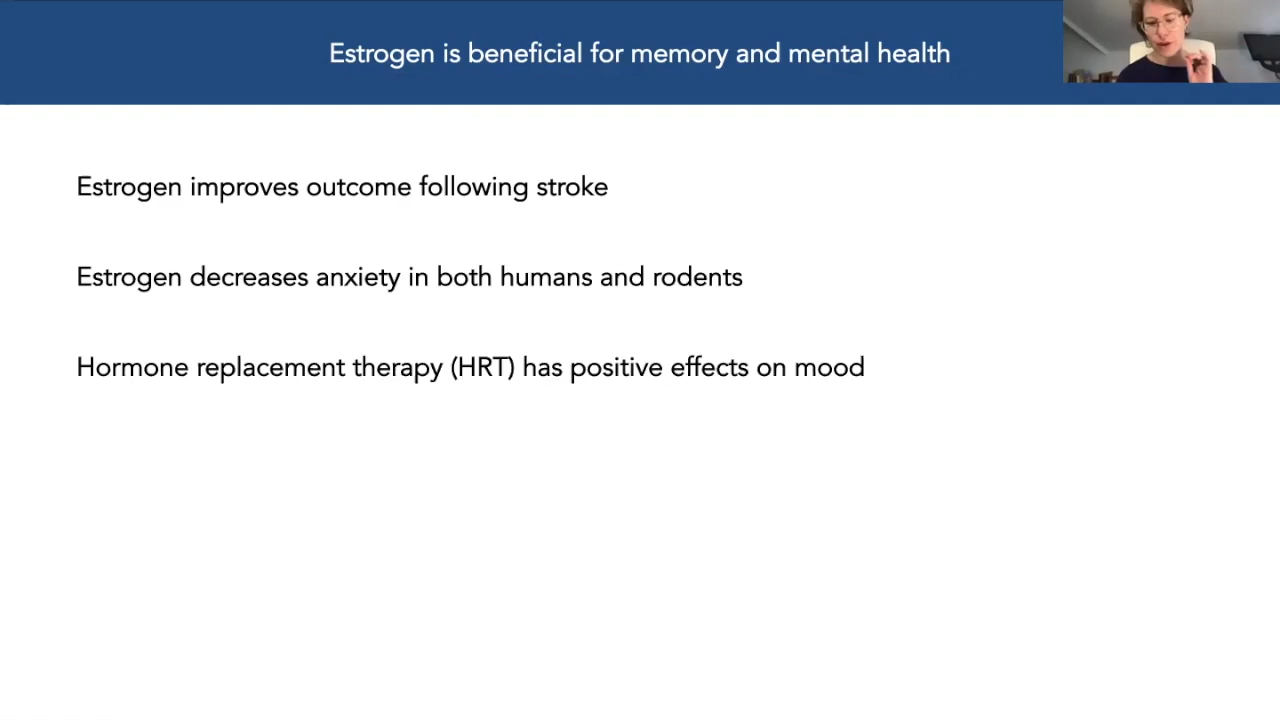 Estrogen is beneficial for memory and mental health
Estrogen improves outcome following stroke
Estrogen decreases anxiety in both humans and rodents
Hormone replacement therapy (HRT) has positive effects on mood